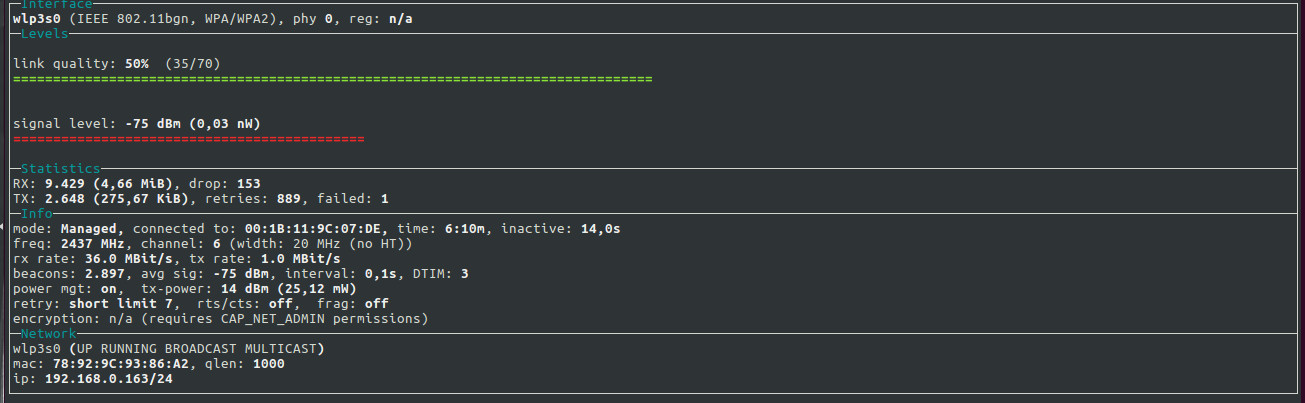 Interface
wlp3s0 (IEEE 802.11bgn, WPA/WPA2), phy 0, reg: n/a
Levels
link quality: 50%  (35/70)
================================================================================
signal level: -75 dBm (0,03 nW)
============================================
Statistics
RX: 9.429 (4,66 MiB), drop: 153
TX: 2.648 (275,67 KiB), retries: 889, failed: 1
Info
mode: Managed, connected to: 00:1B:11:9C:07:DE, time: 6:10m, inactive: 14,0s
freq: 2437 MHz, channel: 6 (width: 20 MHz (no HT))
rx rate: 36.0 MBit/s, tx rate: 1.0 MBit/s
beacons: 2.897, avg sig: -75 dBm, interval: 0,1s, DTIM: 3
power mgt: on,  tx-power: 14 dBm (25,12 mW)
retry: short limit 7,  rts/cts: off,  frag: off
encryption: n/a (requires CAP_NET_ADMIN permissions)
Network
wlp3s0 (UP RUNNING BROADCAST MULTICAST)
mac: 78:92:9C:93:86:A2, qlen: 1000
ip: 192.168.0.163/24